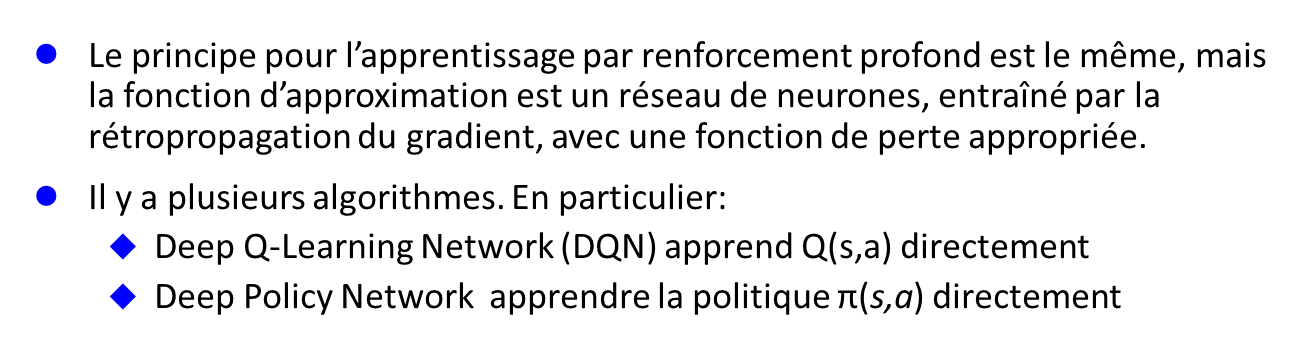 Le principe pour l’apprentissage par renforcement profond est le même, mais
la fonction d’approximation est un réseau de neurones, entraîné par la
rétropropagation du gradient, avec une fonction de perte appropriée.
Il y a plusieurs algorithmes. En particulier:
Deep Q-Learning Network (DQN) apprend Q(s,a) directement
Deep Policy Network apprendre la politique π(s,a) directement